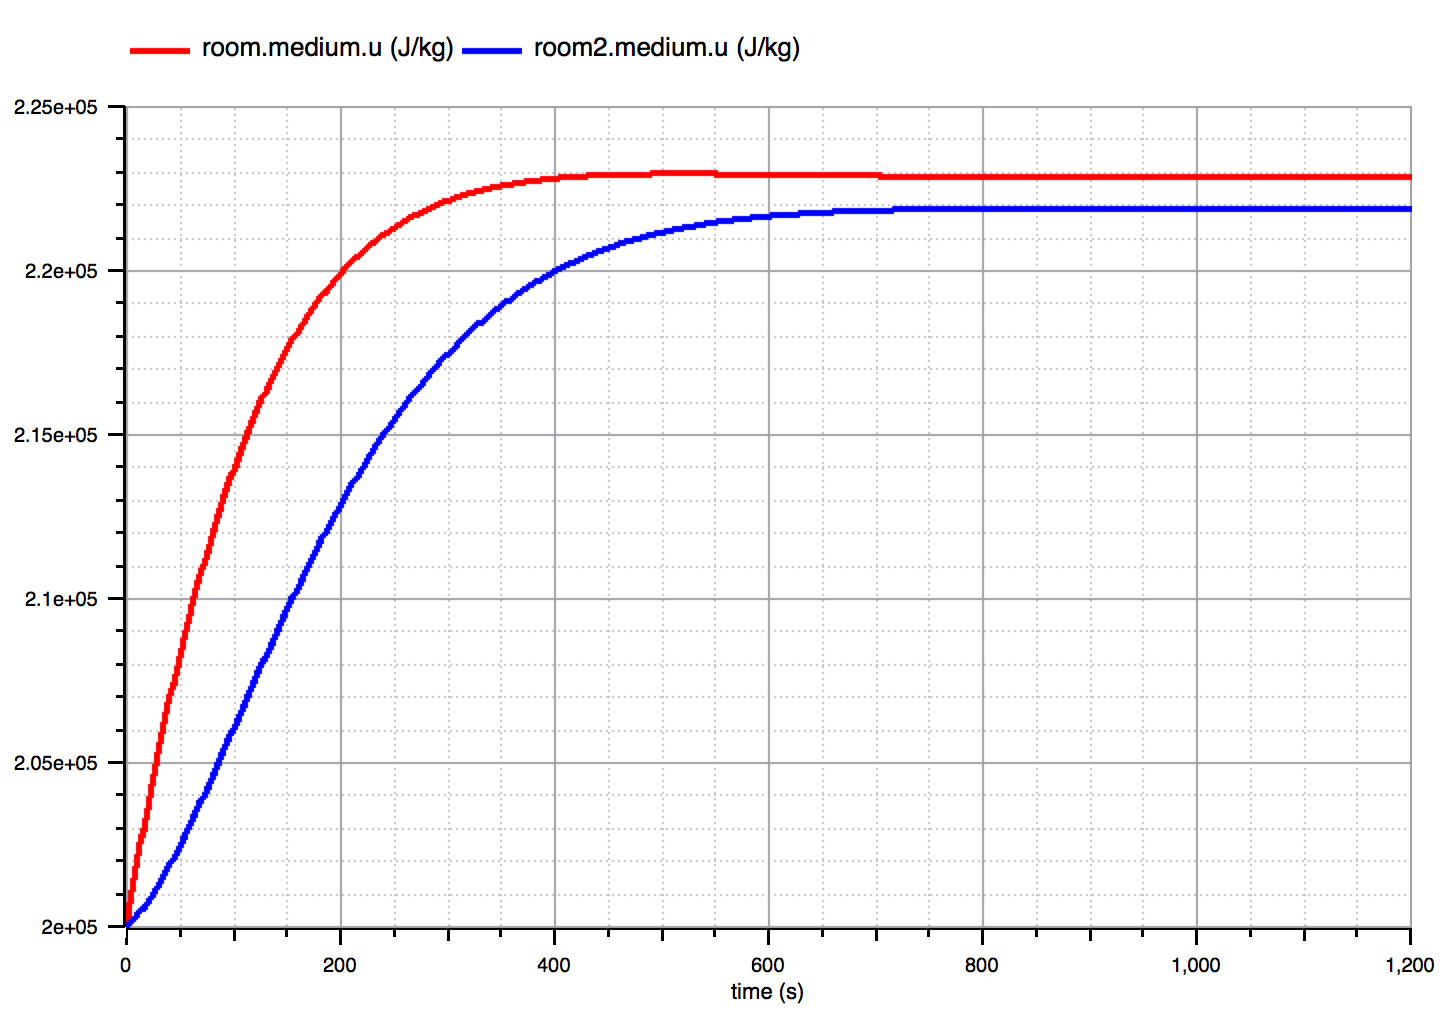 room.medium.u (J/kg) room2.medium.u (J/kg)
2.25e+05
2.2e+05
2.15e+05
2.1e+05
2.05e+05
2e+05
0 200 400 600 800 1,000 1,200
time (s)